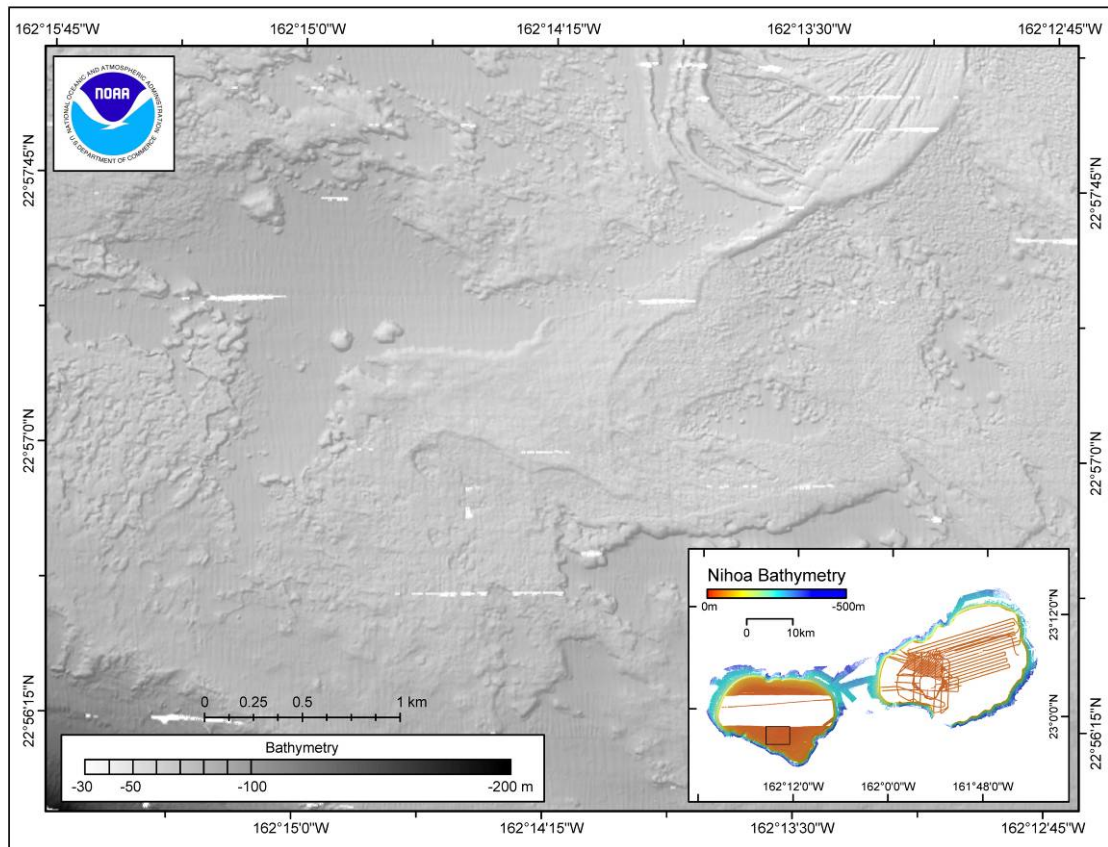 162°15'45"W 162°15'0"W 162°14'15"W 162°13'30"W 162°12'45"W
NATIONAL OCEANIC AND ATMOSPHERIC ADMINISTRATION
NOAA
U.S. DEPARTMENT OF COMMERCE
22°57'45"N
22°57'45"N
22°57'0"N
22°57'0"N
22°56'15"N
22°56'15"N
0 0.25 0.5 1 km
Bathymetry
-30 -50 -100 -200 m
Nihoa Bathymetry
0m -500m
0 10km
23°12'0"N
23°0'0"N
162°12'0"W 162°0'0"W 161°48'0"W
162°15'0"W 162°14'15"W 162°13'30"W 162°12'45"W